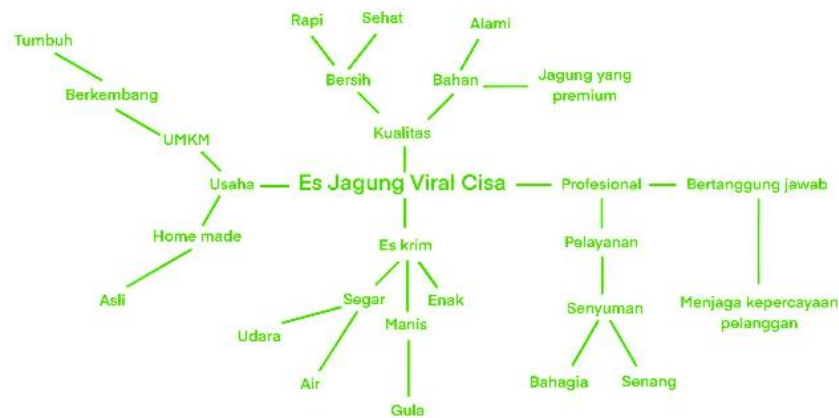 Rapi
Sehat
Alami
Tumbuh
Bersih
Bahan
Jagung yang
premium
Berkembang
Kualitas
UMKM
Usaha
Es Jagung Viral Cisa
Profesional
Bertanggung jawab
Home made
Es krim
Pelayanan
Asli
Segar
Enak
Manis
Senyuman
Menjaga kepercayaan
pelanggan
Udara
Air
Gula
Bahagia
Senang